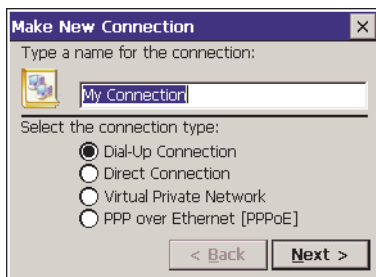 Make New Connection
Type a name for the connection:
My Connection
Select the connection type:
Dial-Up Connection
Direct Connection
Virtual Private Network
PPP over Ethernet [PPPoE]
< Back Next >